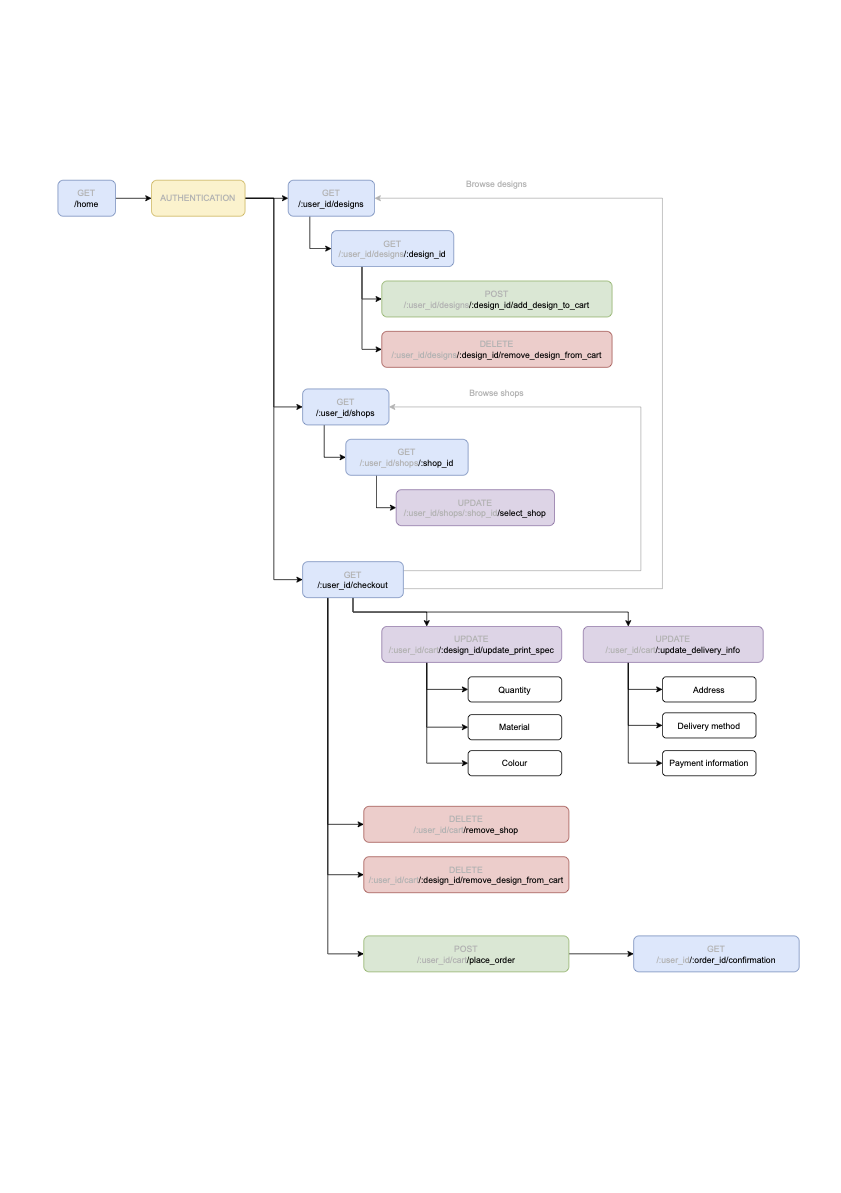 GET
/home
AUTHENTICATION
GET
/:user_id/designs
Browse designs
GET
/:user_id/designs/:design_id
POST
/:user_id/designs/:design_id/add_design_to_cart
DELETE
/:user_id/designs/:design_id/remove_design_from_cart
Browse shops
GET
/:user_id/shops
GET
/:user_id/shops/:shop_id
UPDATE
/:user_id/shops/:shop_id/select_shop
GET
/:user_id/checkout
UPDATE
/:user_id/cart/:design_id/update_print_spec
UPDATE
/:user_id/cart/:update_delivery_info
Quantity
Address
Material
Delivery method
Colour
Payment information
DELETE
/:user_id/cart/remove_shop
DELETE
/:user_id/cart/:design_id/remove_design_from_cart
POST
/:user_id/cart/place_order
GET
/:user_id/:order_id/confirmation